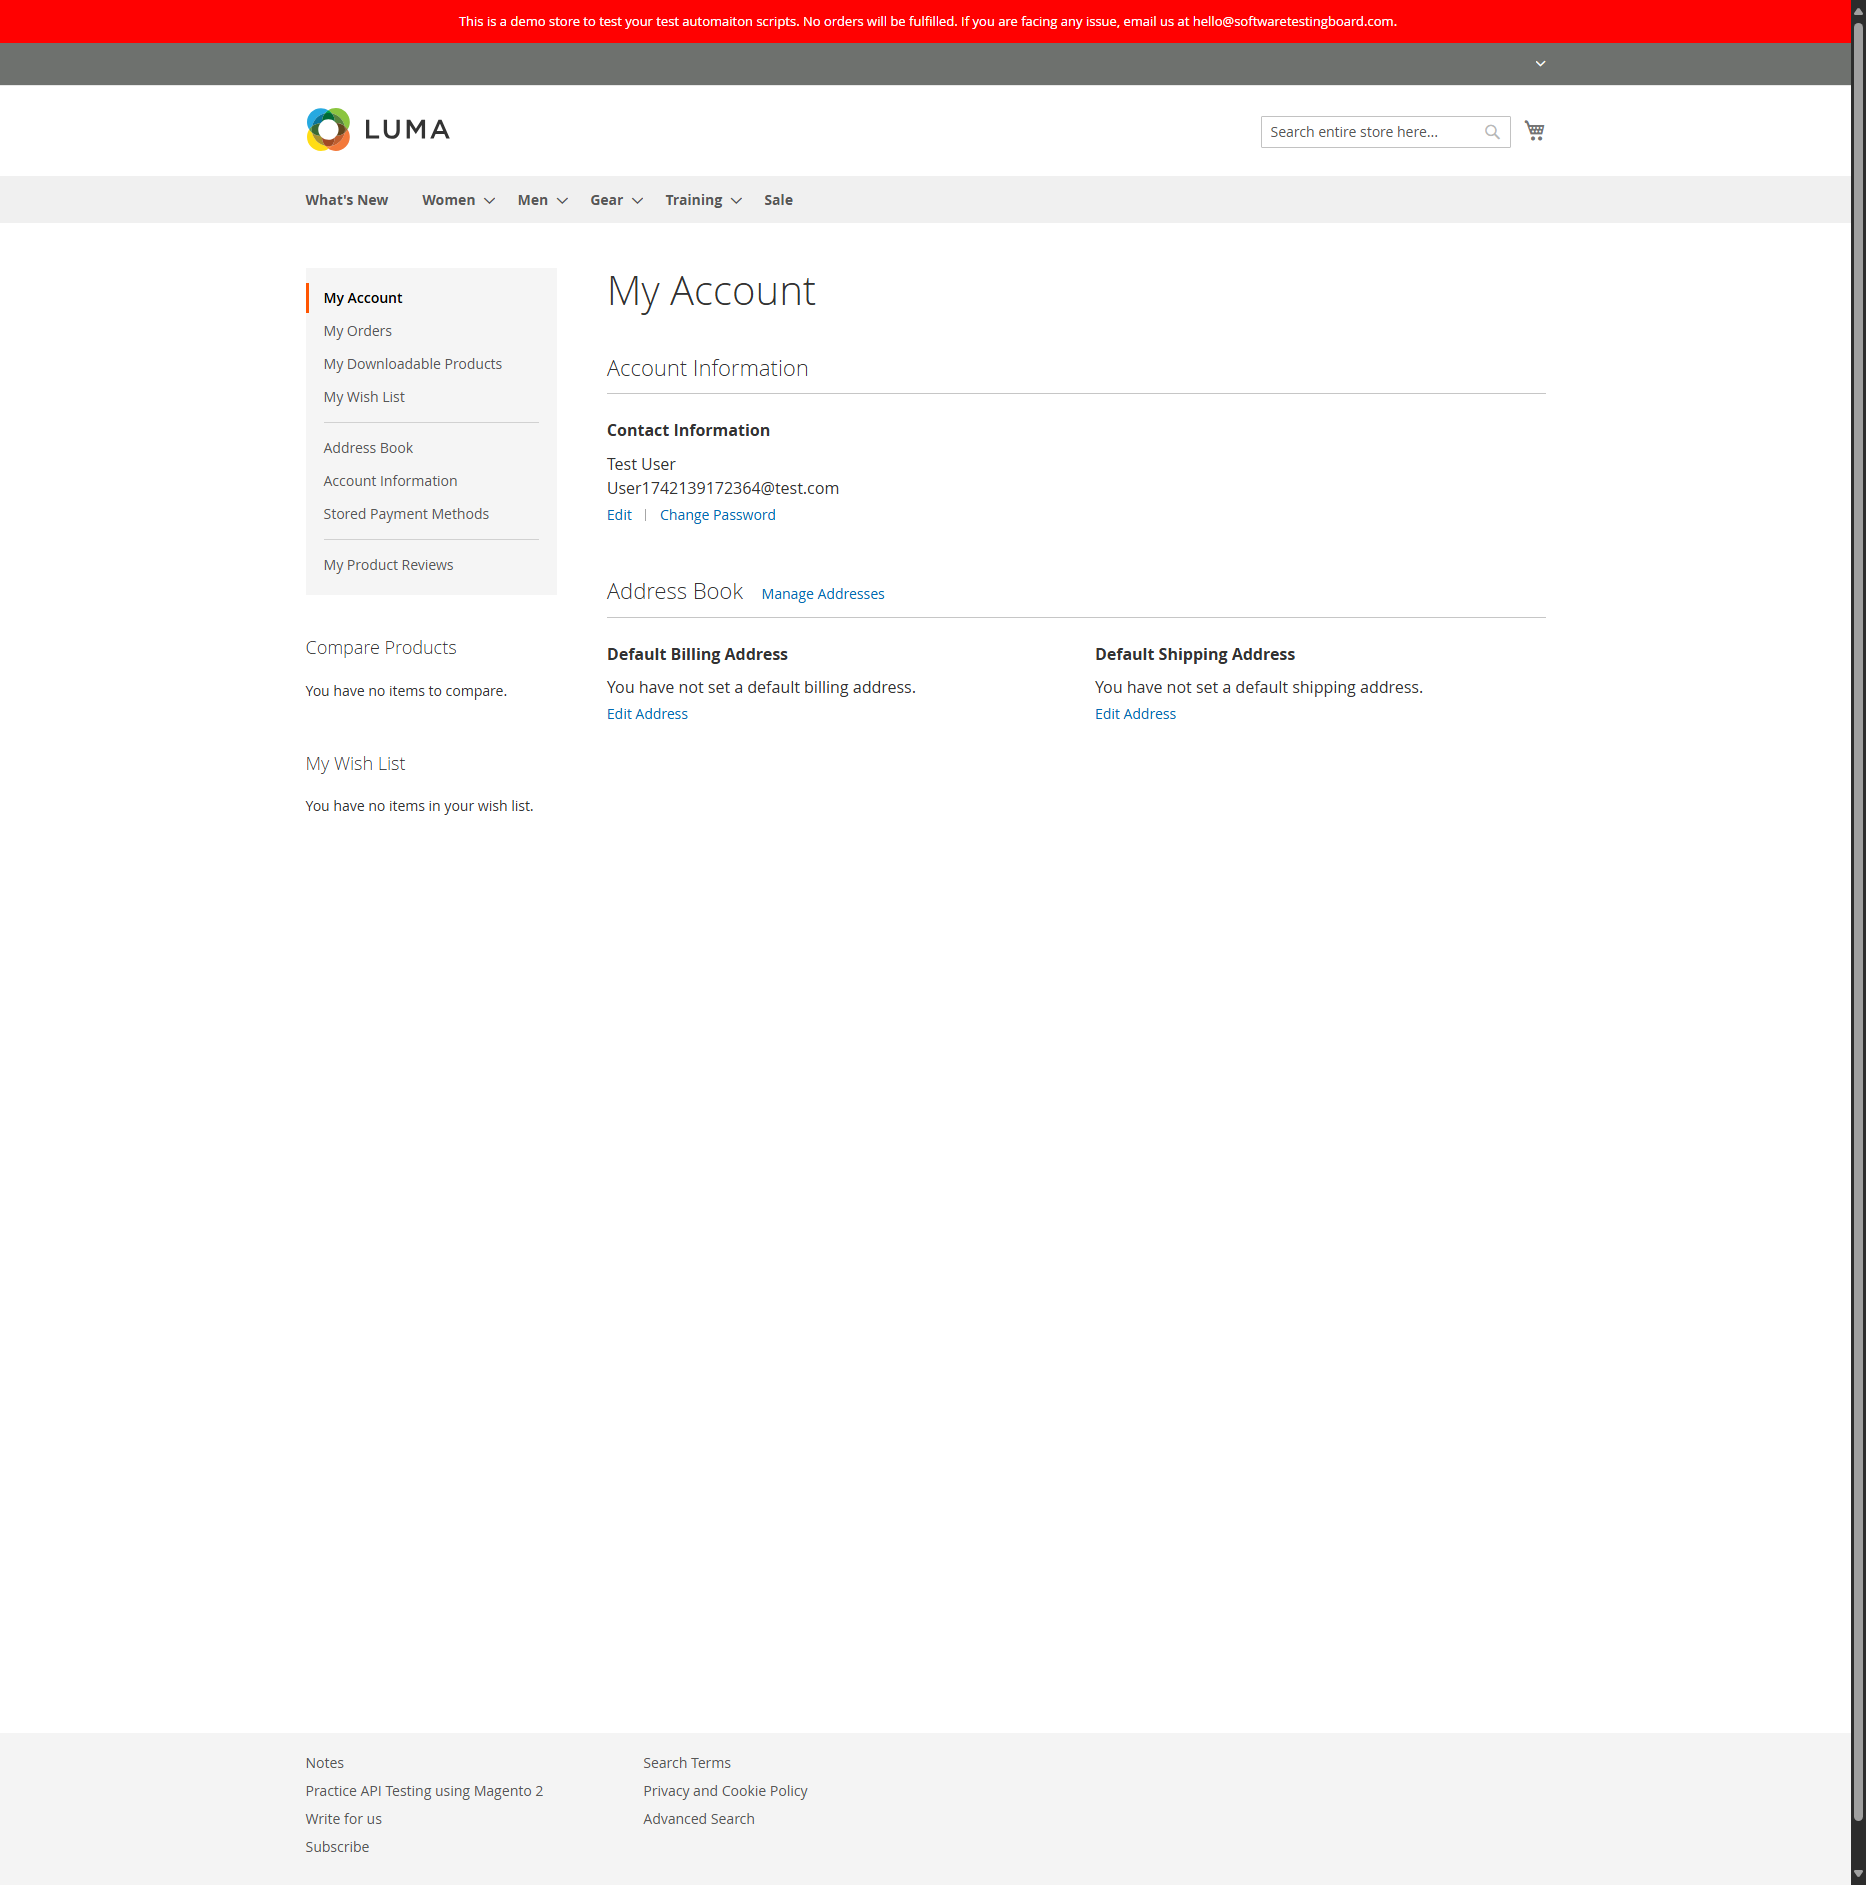 This is a demo store to test your test automaiton scripts. No orders will be fulfilled. If you are facing any issue, email us at hello@softwaretestingboard.com.
LUMA
Search entire store here...
What's New Women Men Gear Training Sale
My Account
My Orders
My Downloadable Products
My Wish List
Address Book
Account Information
Stored Payment Methods
My Product Reviews
Compare Products
You have no items to compare.
My Wish List
You have no items in your wish list.
My Account
Account Information
Contact Information
Test User
User1742139172364@test.com
Edit | Change Password
Address Book Manage Addresses
Default Billing Address
You have not set a default billing address.
Edit Address
Default Shipping Address
You have not set a default shipping address.
Edit Address
Notes
Practice API Testing using Magento 2
Write for us
Subscribe
Search Terms
Privacy and Cookie Policy
Advanced Search